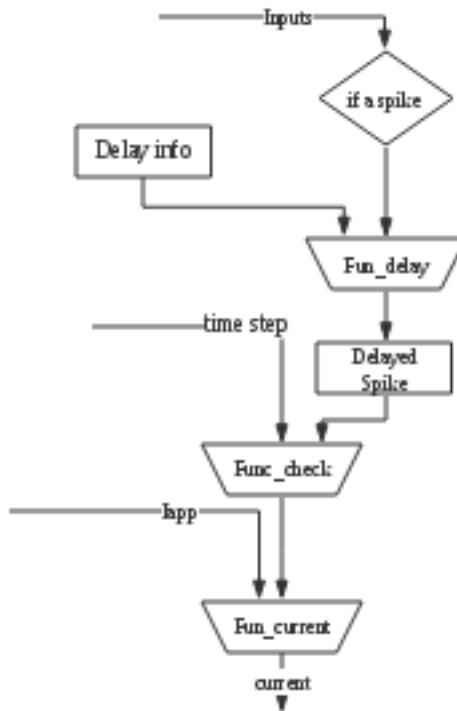 Inputs
if a spike
Delay info
Fun_delay
time step
Delayed
Spike
Func_check
Iapp
Fun_current
current